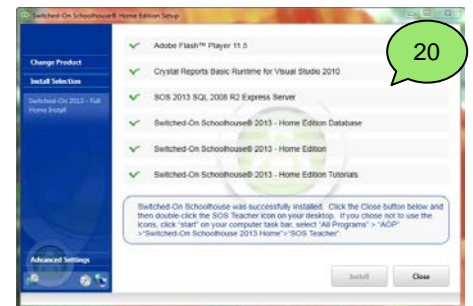 Switched-On Schoolhouse® Home Edition Setup
20
Change Product
Install Selection
Switched-On 2013 - Full
Home Install
Adobe Flash™ Player 11.5
Crystal Reports Basic Runtime for Visual Studio 2010
SOS 2013 SQL 2008 R2 Express Server
Switched-On Schoolhouse® 2013 - Home Edition Database
Switched-On Schoolhouse® 2013 - Home Edition
Switched-On Schoolhouse® 2013 - Home Edition Tutorials
Switched-On Schoolhouse was successfully installed. Click the Close button below and
then double-click the SOS Teacher icon on your desktop. If you chose not to use the
icons, click "start" on your computer task bar, select "All Programs" > "AOP"
>"Switched-On Schoolhouse 2013 Home">"SOS Teacher".
Advanced Settings
Install
Close